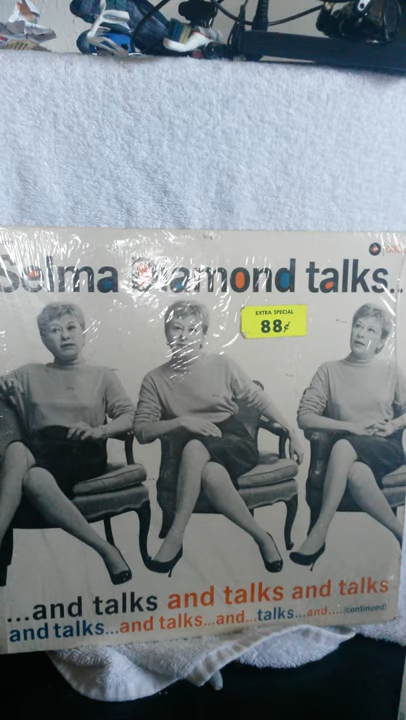 Selma Diamond talks...
EXTRA SPECIAL
88¢
...and talks and talks and talks
and talks...and talks...and...talks...and....(continued)